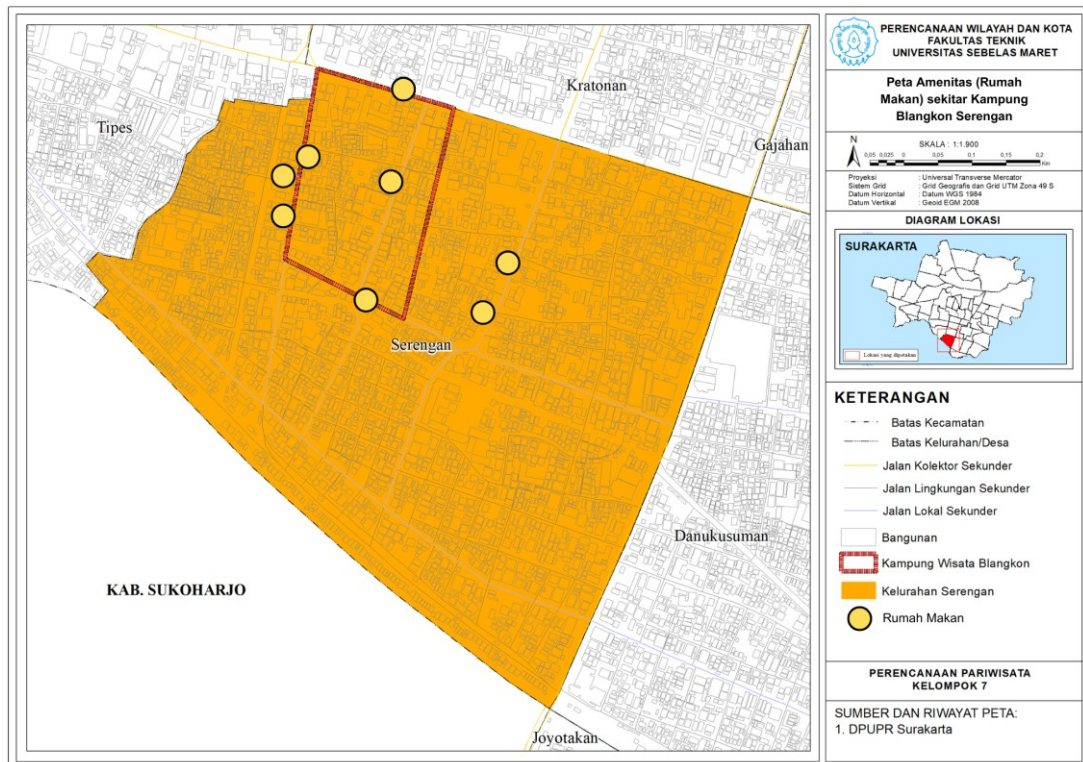 Kratonan
Tipes
Gajahan
Serengan
Danukusuman
KAB. SUKOHARJO
Joyotakan
PERENCANAAN WILAYAH DAN KOTA
FAKULTAS TEKNIK
UNIVERSITAS SEBELAS MARET
Peta Amenitas (Rumah
Makan) sekitar Kampung
Blangkon Serengan
N
SKALA : 1:1.900
0,05 0,025 0 0,05 0,1 0,15 0,2
Km
Proyeksi : Universal Transverse Mercator
Sistem Grid : Grid Geografis dan Grid UTM Zona 49 S
Datum Horizontal : Datum WGS 1984
Datum Vertikal : Geoid EGM 2008
DIAGRAM LOKASI
SURAKARTA
Lokasi yang dipetakan
KETERANGAN
Batas Kecamatan
Batas Kelurahan/Desa
Jalan Kolektor Sekunder
Jalan Lingkungan Sekunder
Jalan Lokal Sekunder
Bangunan
Kampung Wisata Blangkon
Kelurahan Serengan
Rumah Makan
PERENCANAAN PARIWISATA
KELOMPOK 7
SUMBER DAN RIWAYAT PETA:
1. DPUPR Surakarta